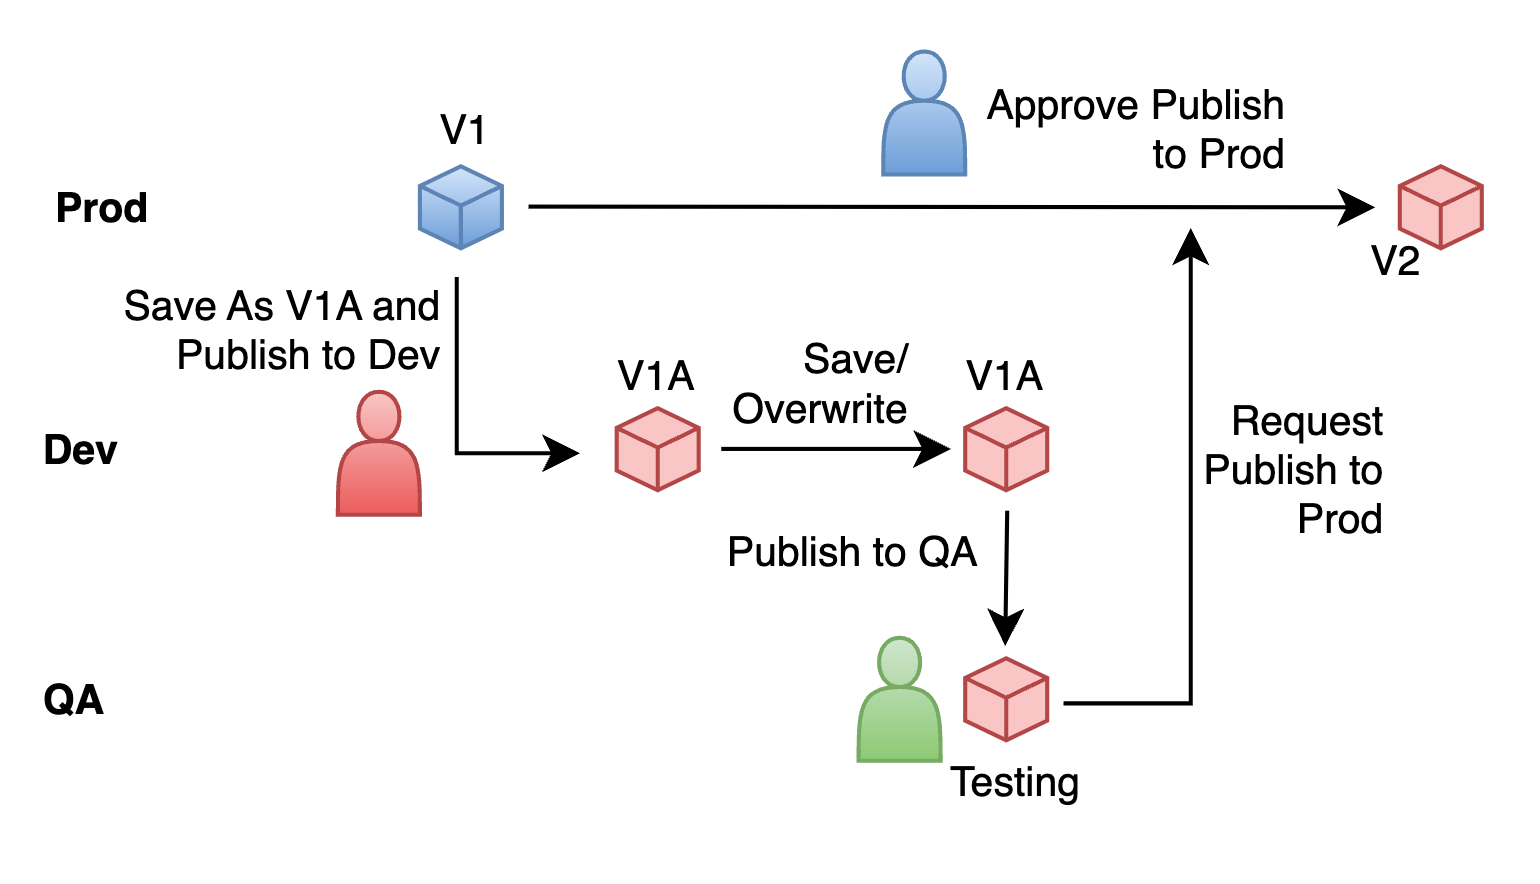 Approve Publish
to Prod
V1
Prod
V2
Save As V1A and
Publish to Dev
V1A
Save/
Overwrite
V1A
Dev
Request
Publish to
Prod
Publish to QA
QA
Testing